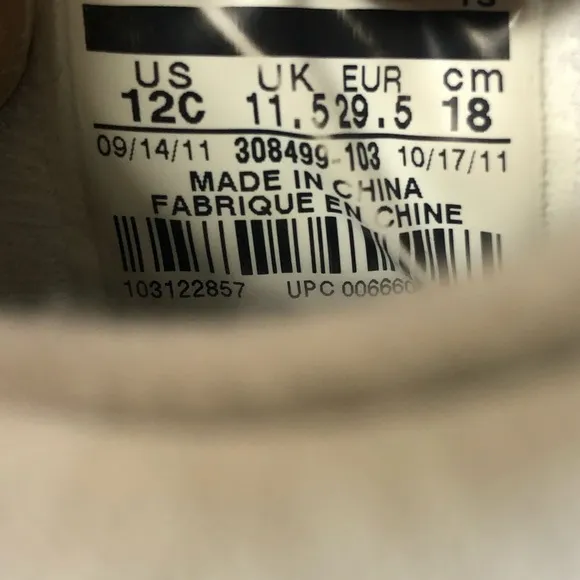 US UK EUR cm
12C 11.5 29.5 18
09/14/11 308499-103 10/17/11
MADE IN CHINA
FABRIQUE EN CHINE
103122857 UPC